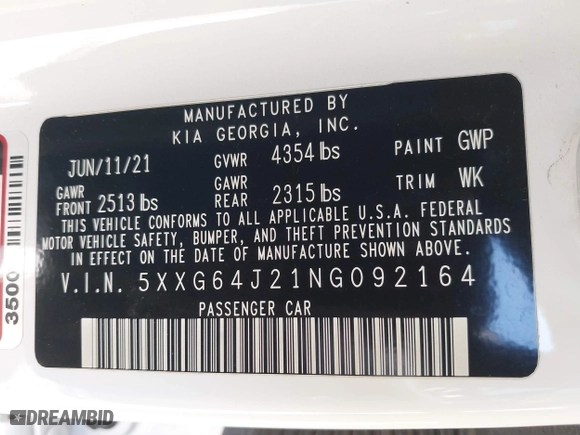 MANUFACTURED BY
KIA GEORGIA, INC.
JUN/11/21 GVWR 4354 lbs PAINT GWP
GAWR FRONT 2513 lbs GAWR REAR 2315 lbs TRIM WK
THIS VEHICLE CONFORMS TO ALL APPLICABLE U.S.A. FEDERAL
MOTOR VEHICLE SAFETY, BUMPER, AND THEFT PREVENTION STANDARDS
IN EFFECT ON THE DATE OF MANUFACTURE SHOWN ABOVE.
V.I.N. 5XXG64J21NG092164
PASSENGER CAR
3500
DREAMBID